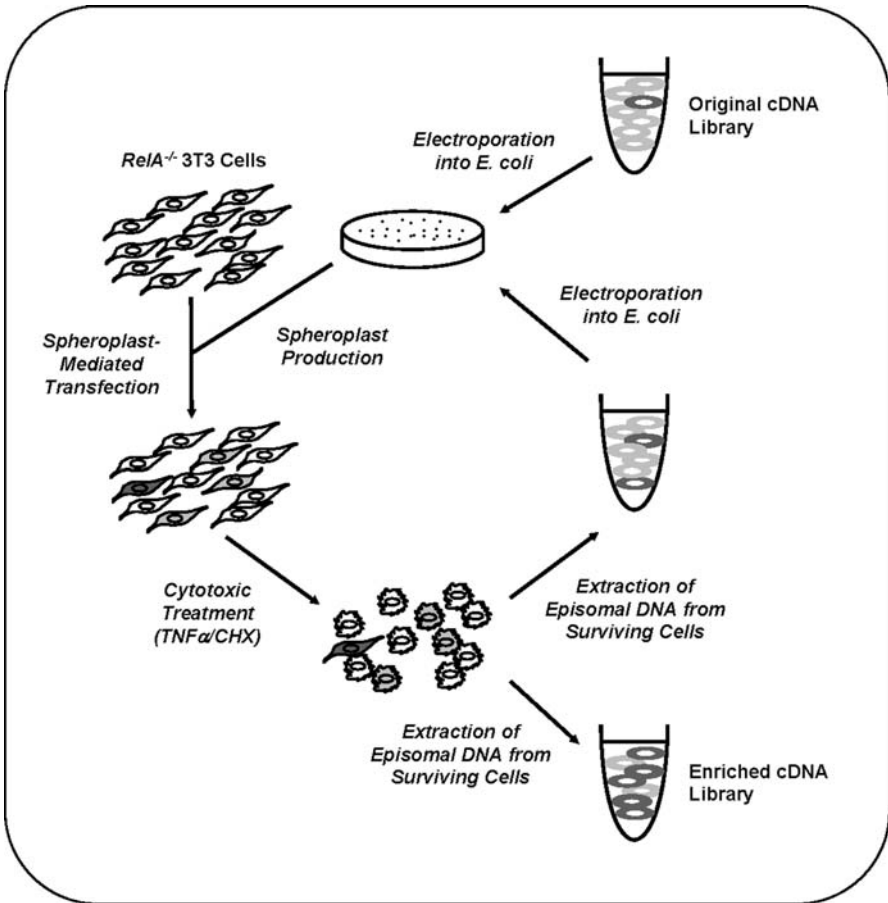 Original cDNA
Library
Electroporation
into E. coli
RelA-/- 3T3 Cells
Electroporation
into E. coli
Spheroplast-
Mediated
Transfection
Spheroplast
Production
Cytotoxic
Treatment
(TNFα/CHX)
Extraction of
Episomal DNA from
Surviving Cells
Extraction of
Episomal DNA from
Surviving Cells
Enriched cDNA
Library